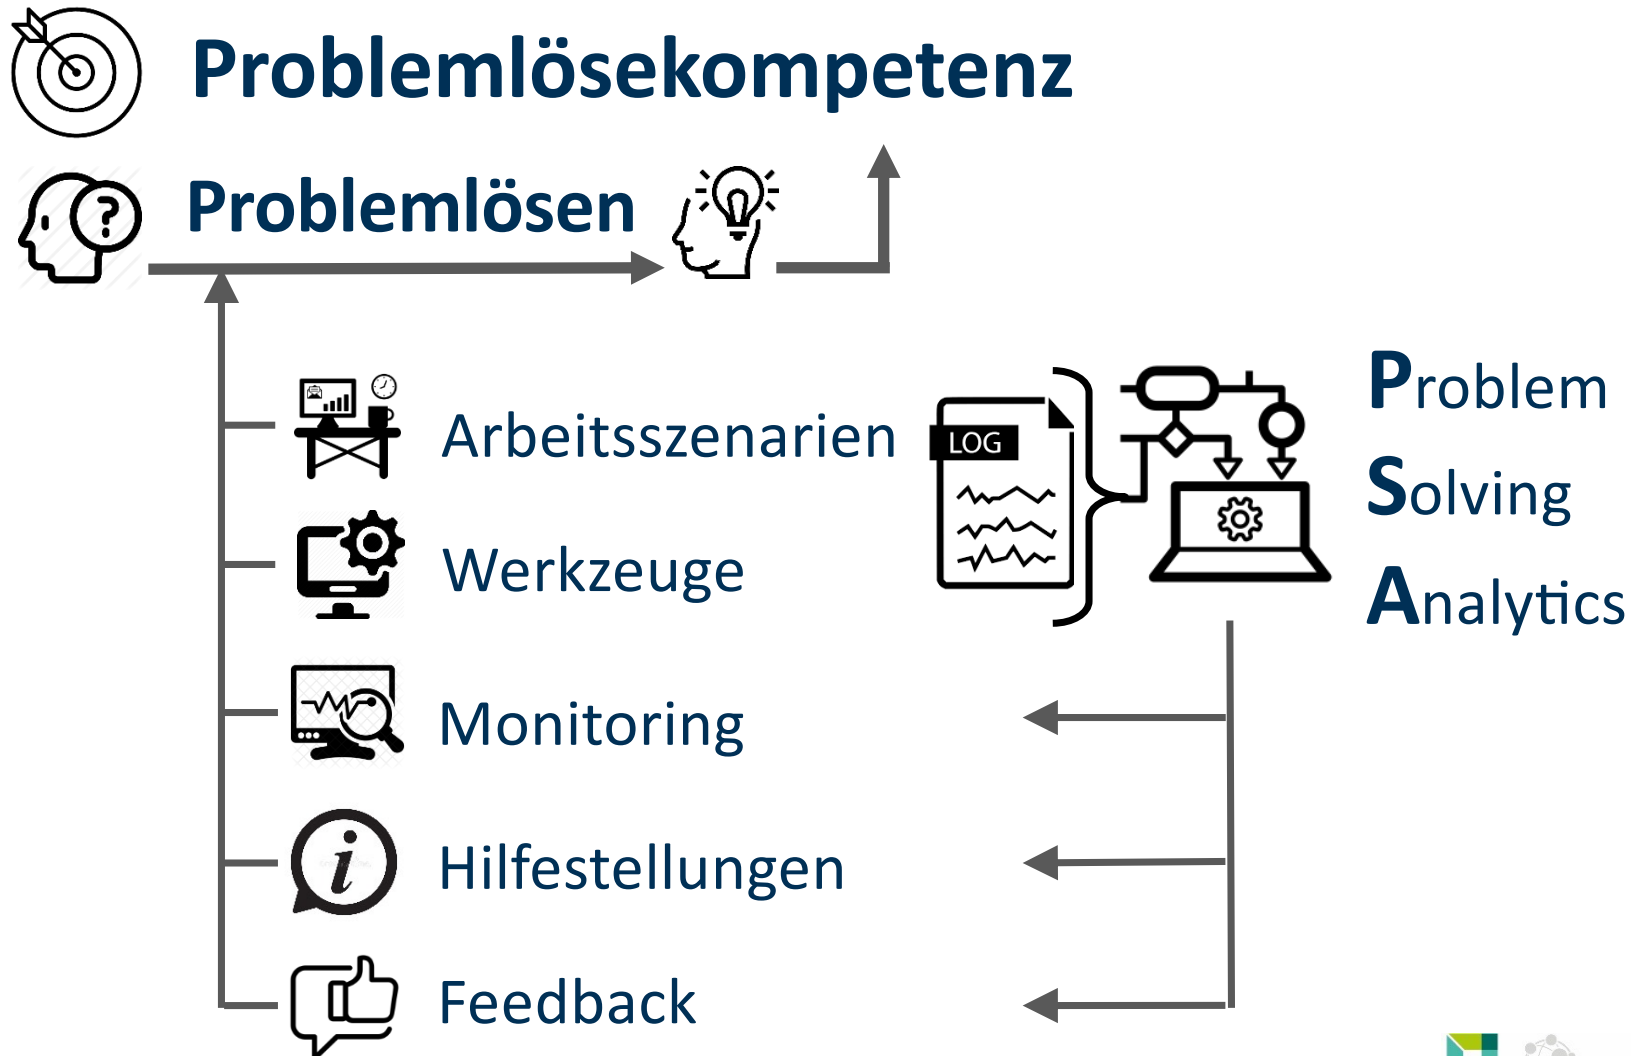 Problemlösekompetenz
Problemlösen
?
Arbeitsszenarien
LOG
Problem
Solving
Analytics
Werkzeuge
Monitoring
i
Hilfestellungen
Feedback